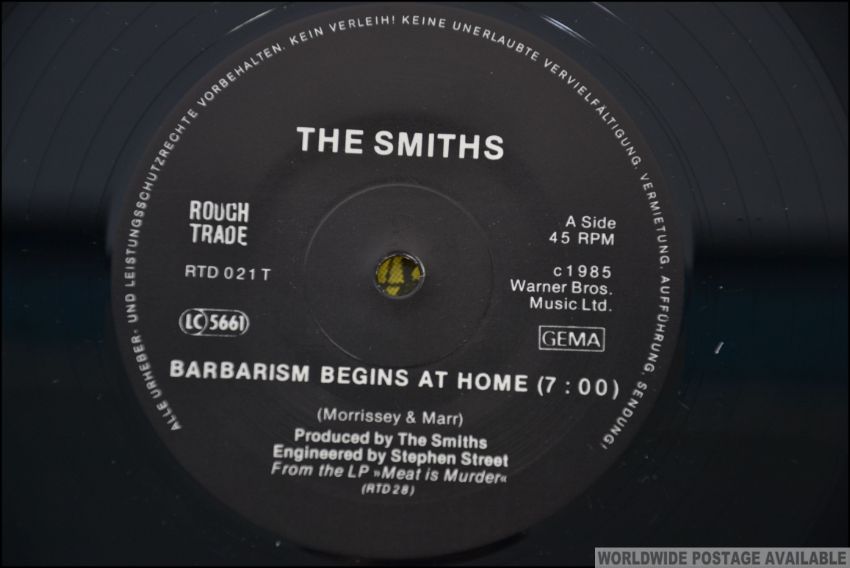 ALLE URHEBER- UND LEISTUNGSSCHUTZRECHTE VORBEHALTEN. KEIN VERLEIH! KEINE UNERLAUBTE VERVIELFÄLTIGUNG, VERMIETUNG, AUFFÜHRUNG, SENDUNG!
THE SMITHS
ROUGH
TRADE
RTD 021 T
LC 5661
A Side
45 RPM
c 1985
Warner Bros.
Music Ltd.
GEMA
BARBARISM BEGINS AT HOME (7 : 00)
(Morrissey & Marr)
Produced by The Smiths
Engineered by Stephen Street
From the LP »Meat is Murder«
(RTD 28)
WORLDWIDE POSTAGE AVAILABLE